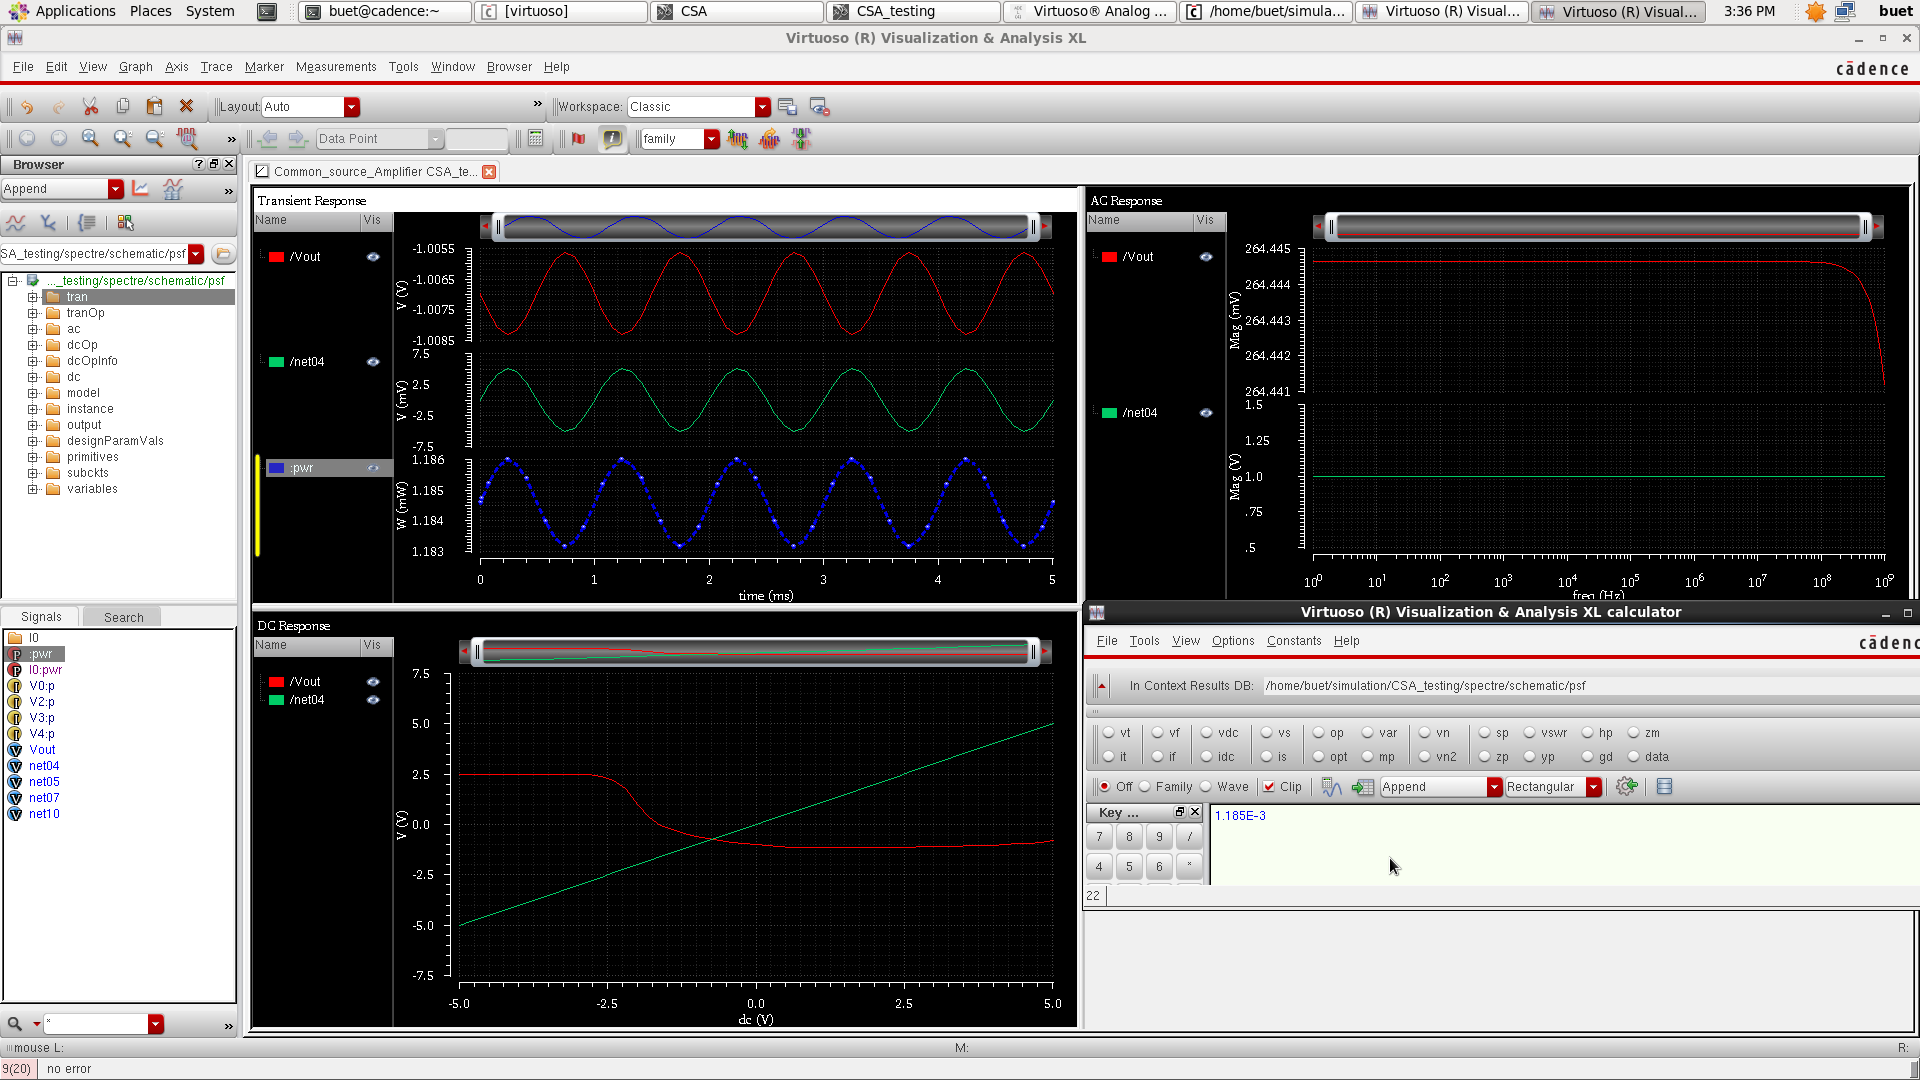 Applications Places System buet@cadence:~ [virtuoso] CSA CSA_testing Virtuoso® Analog ... /home/buet/simula... Virtuoso (R) Visual... Virtuoso (R) Visual... 3:36 PM buet
Virtuoso (R) Visualization & Analysis XL
File Edit View Graph Axis Trace Marker Measurements Tools Window Browser Help
cādence
Layout: Auto » Workspace: Classic
» Data Point family
Browser
Append »
SA_testing/spectre/schematic/psf
..._testing/spectre/schematic/psf
tran
tranOp
ac
dcOp
dcOpInfo
dc
model
instance
output
designParamVals
primitives
subckts
variables
Signals Search
I0
:pwr
I0:pwr
V0:p
V2:p
V3:p
V4:p
Vout
net04
net05
net07
net10
* »
Common_source_Amplifier CSA_te...
Transient Response
Name Vis
/Vout
/net04
:pwr
-1.0055
-1.0065
-1.0075
-1.0085
V (V)
7.5
2.5
-2.5
-7.5
V (mV)
1.186
1.185
1.184
1.183
W (mW)
0 1 2 3 4 5
time (ms)
AC Response
Name Vis
/Vout
/net04
264.445
264.444
264.443
264.442
264.441
Mag (mV)
1.5
1.25
1.0
.75
.5
Mag (V)
10^0 10^1 10^2 10^3 10^4 10^5 10^6 10^7 10^8 10^9
freq (Hz)
DC Response
Name Vis
/Vout
/net04
7.5
5.0
2.5
0.0
-2.5
-5.0
-7.5
V (V)
-5.0 -2.5 0.0 2.5 5.0
dc (V)
Virtuoso (R) Visualization & Analysis XL calculator
File Tools View Options Constants Help
cādenc
In Context Results DB: /home/buet/simulation/CSA_testing/spectre/schematic/psf
vt vf vdc vs op var vn sp vswr hp zm
it if idc is opt mp vn2 zp yp gd data
Off Family Wave Clip Append Rectangular
Key ...
1.185E-3
7 8 9 /
4 5 6 *
22
mouse L: M: R:
9(20) no error